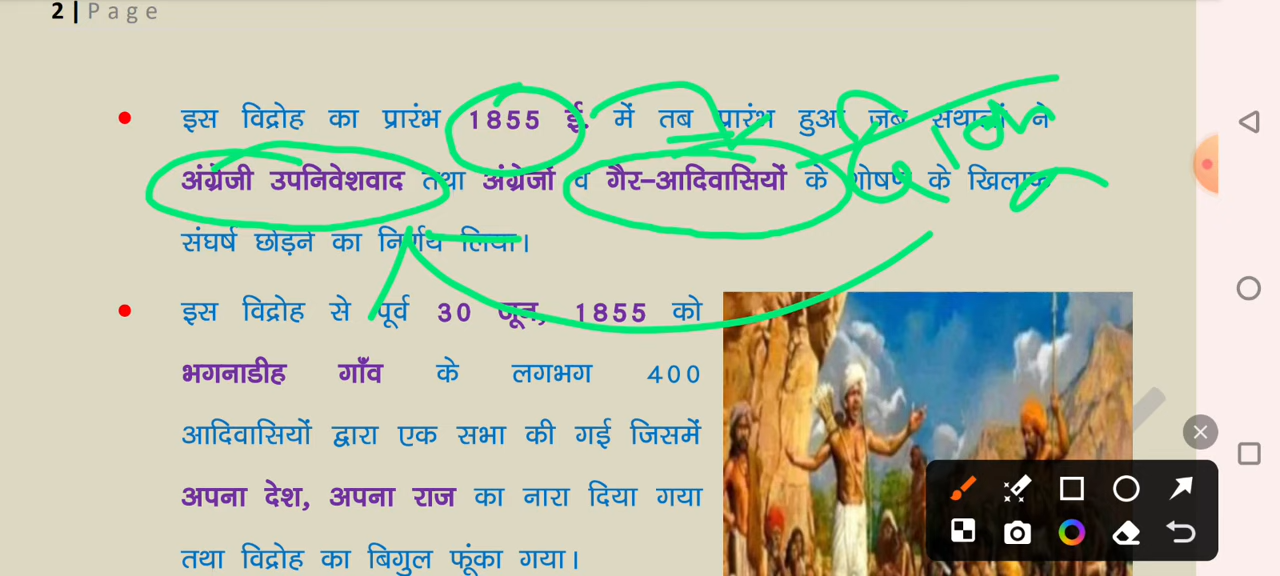 2 | Page
इस विद्रोह का प्रारंभ 1855 ई. में तब प्रारंभ हुआ जब संथालों ने
अंग्रेजी उपनिवेशवाद तथा अंग्रेजों व गैर-आदिवासियों के शोषण के खिलाफ
संघर्ष छोड़ने का निर्णय लिया।
इस विद्रोह से पूर्व 30 जून, 1855 को
भगनाडीह गाँव के लगभग 400
आदिवासियों द्वारा एक सभा की गई जिसमें
अपना देश, अपना राज का नारा दिया गया
तथा विद्रोह का बिगुल फूंका गया।